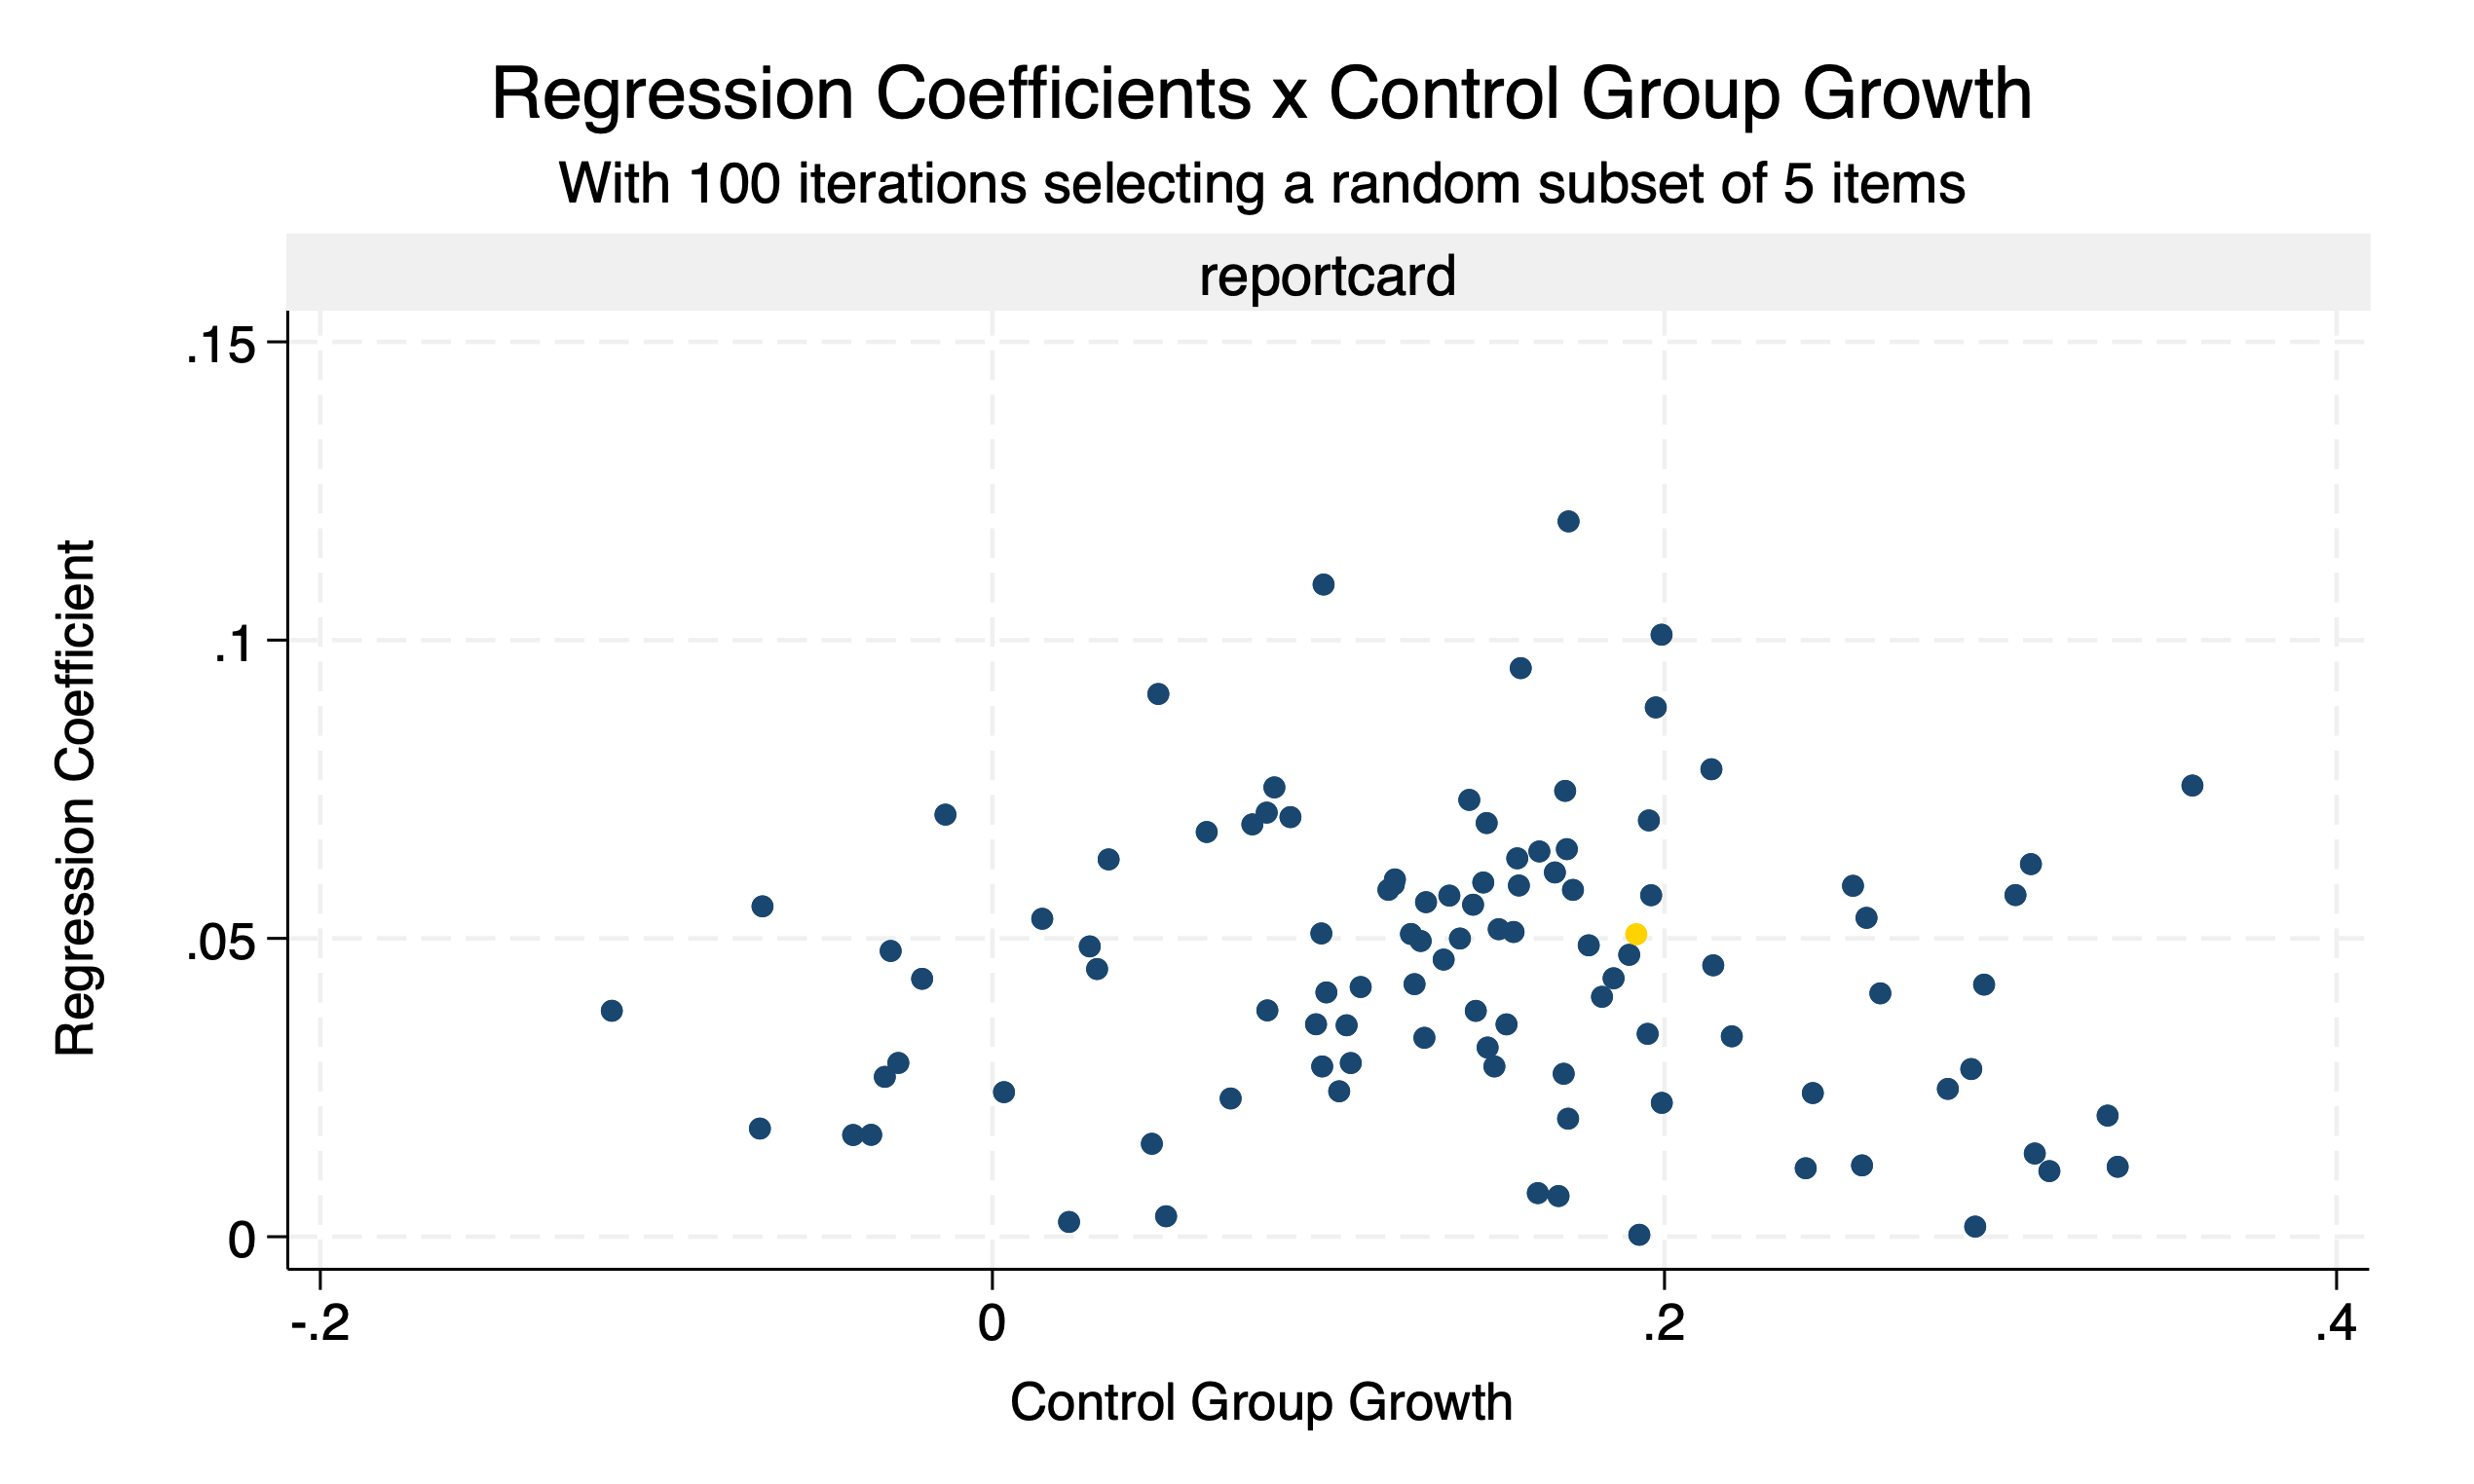 Regression Coefficients x Control Group Growth
With 100 iterations selecting a random subset of 5 items
reportcard
.15
.1
.05
0
Regression Coefficient
-.2
0
.2
.4
Control Group Growth